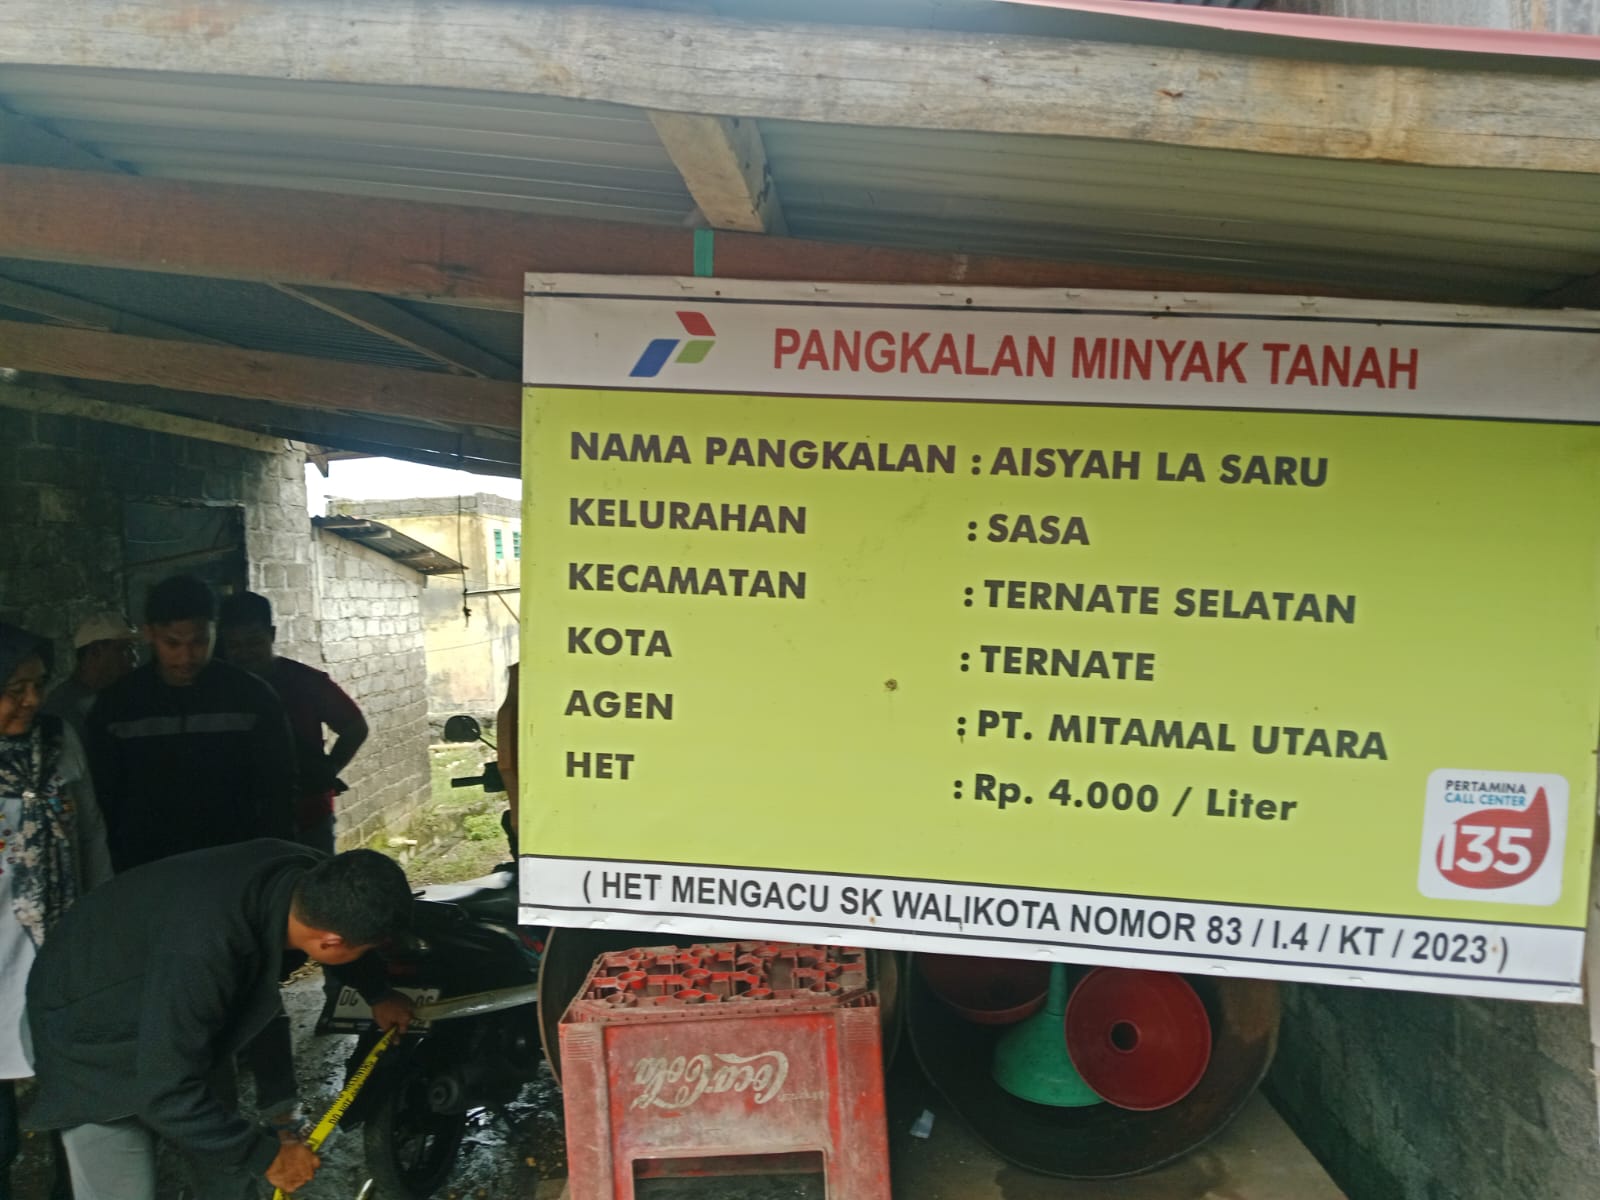 PANGKALAN MINYAK TANAH
NAMA PANGKALAN : AISYAH LA SARU
KELURAHAN : SASA
KECAMATAN : TERNATE SELATAN
KOTA : TERNATE
AGEN : PT. MITAMAL UTARA
HET : Rp. 4.000 / Liter
PERTAMINA
CALL CENTER
135
( HET MENGACU SK WALIKOTA NOMOR 83 / I.4 / KT / 2023 )
Coca-Cola
DG